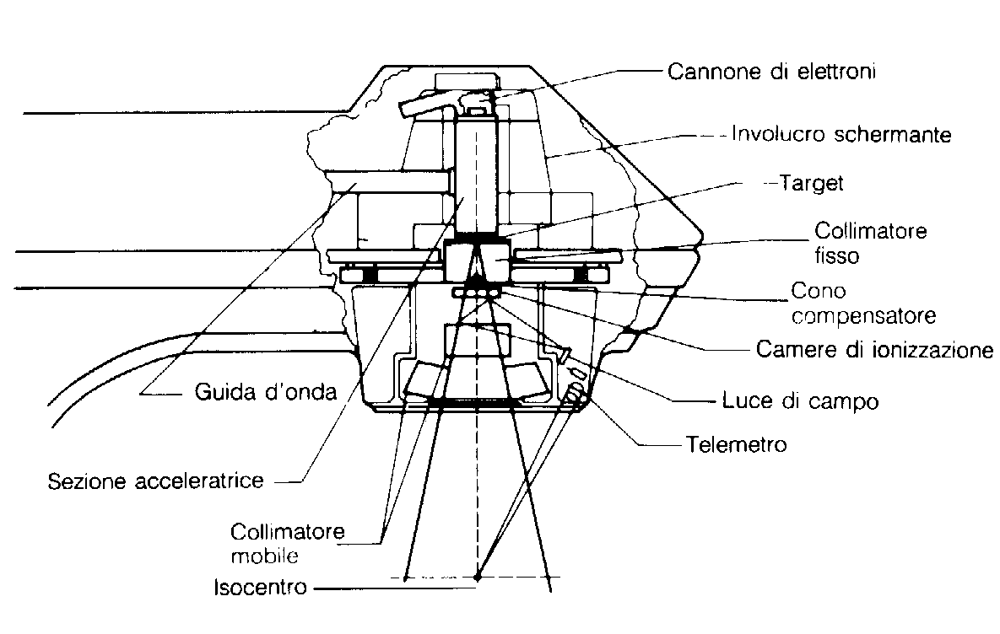 Cannone di elettroni
Involucro schermante
Target
Collimatore
fisso
Cono
compensatore
Camere di ionizzazione
Luce di campo
Telemetro
Guida d'onda
Sezione acceleratrice
Collimatore
mobile
Isocentro